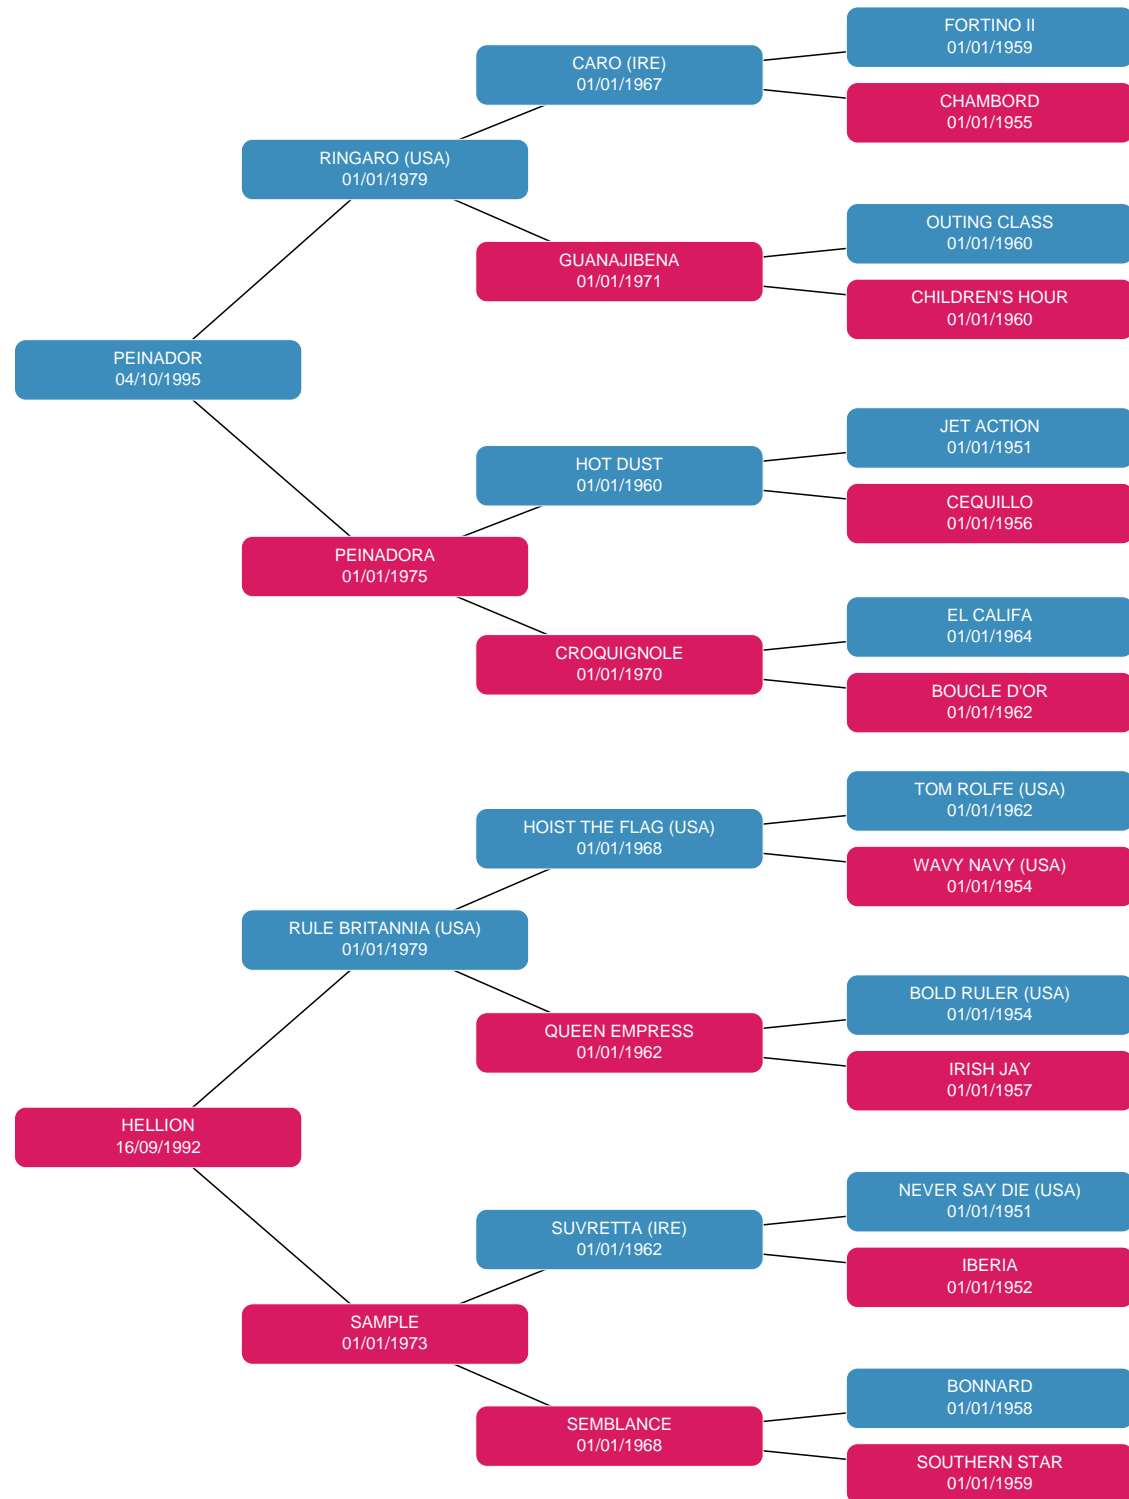 FORTINO II
01/01/1959
CARO (IRE)
01/01/1967
CHAMBORD
01/01/1955
RINGARO (USA)
01/01/1979
OUTING CLASS
01/01/1960
GUANAJIBENA
01/01/1971
CHILDREN'S HOUR
01/01/1960
PEINADOR
04/10/1995
JET ACTION
01/01/1951
HOT DUST
01/01/1960
CEQUILLO
01/01/1956
PEINADORA
01/01/1975
EL CALIFA
01/01/1964
CROQUIGNOLE
01/01/1970
BOUCLE D'OR
01/01/1962
TOM ROLFE (USA)
01/01/1962
HOIST THE FLAG (USA)
01/01/1968
WAVY NAVY (USA)
01/01/1954
RULE BRITANNIA (USA)
01/01/1979
BOLD RULER (USA)
01/01/1954
QUEEN EMPRESS
01/01/1962
IRISH JAY
01/01/1957
HELLION
16/09/1992
NEVER SAY DIE (USA)
01/01/1951
SUVRETTA (IRE)
01/01/1962
IBERIA
01/01/1952
SAMPLE
01/01/1973
BONNARD
01/01/1958
SEMBLANCE
01/01/1968
SOUTHERN STAR
01/01/1959